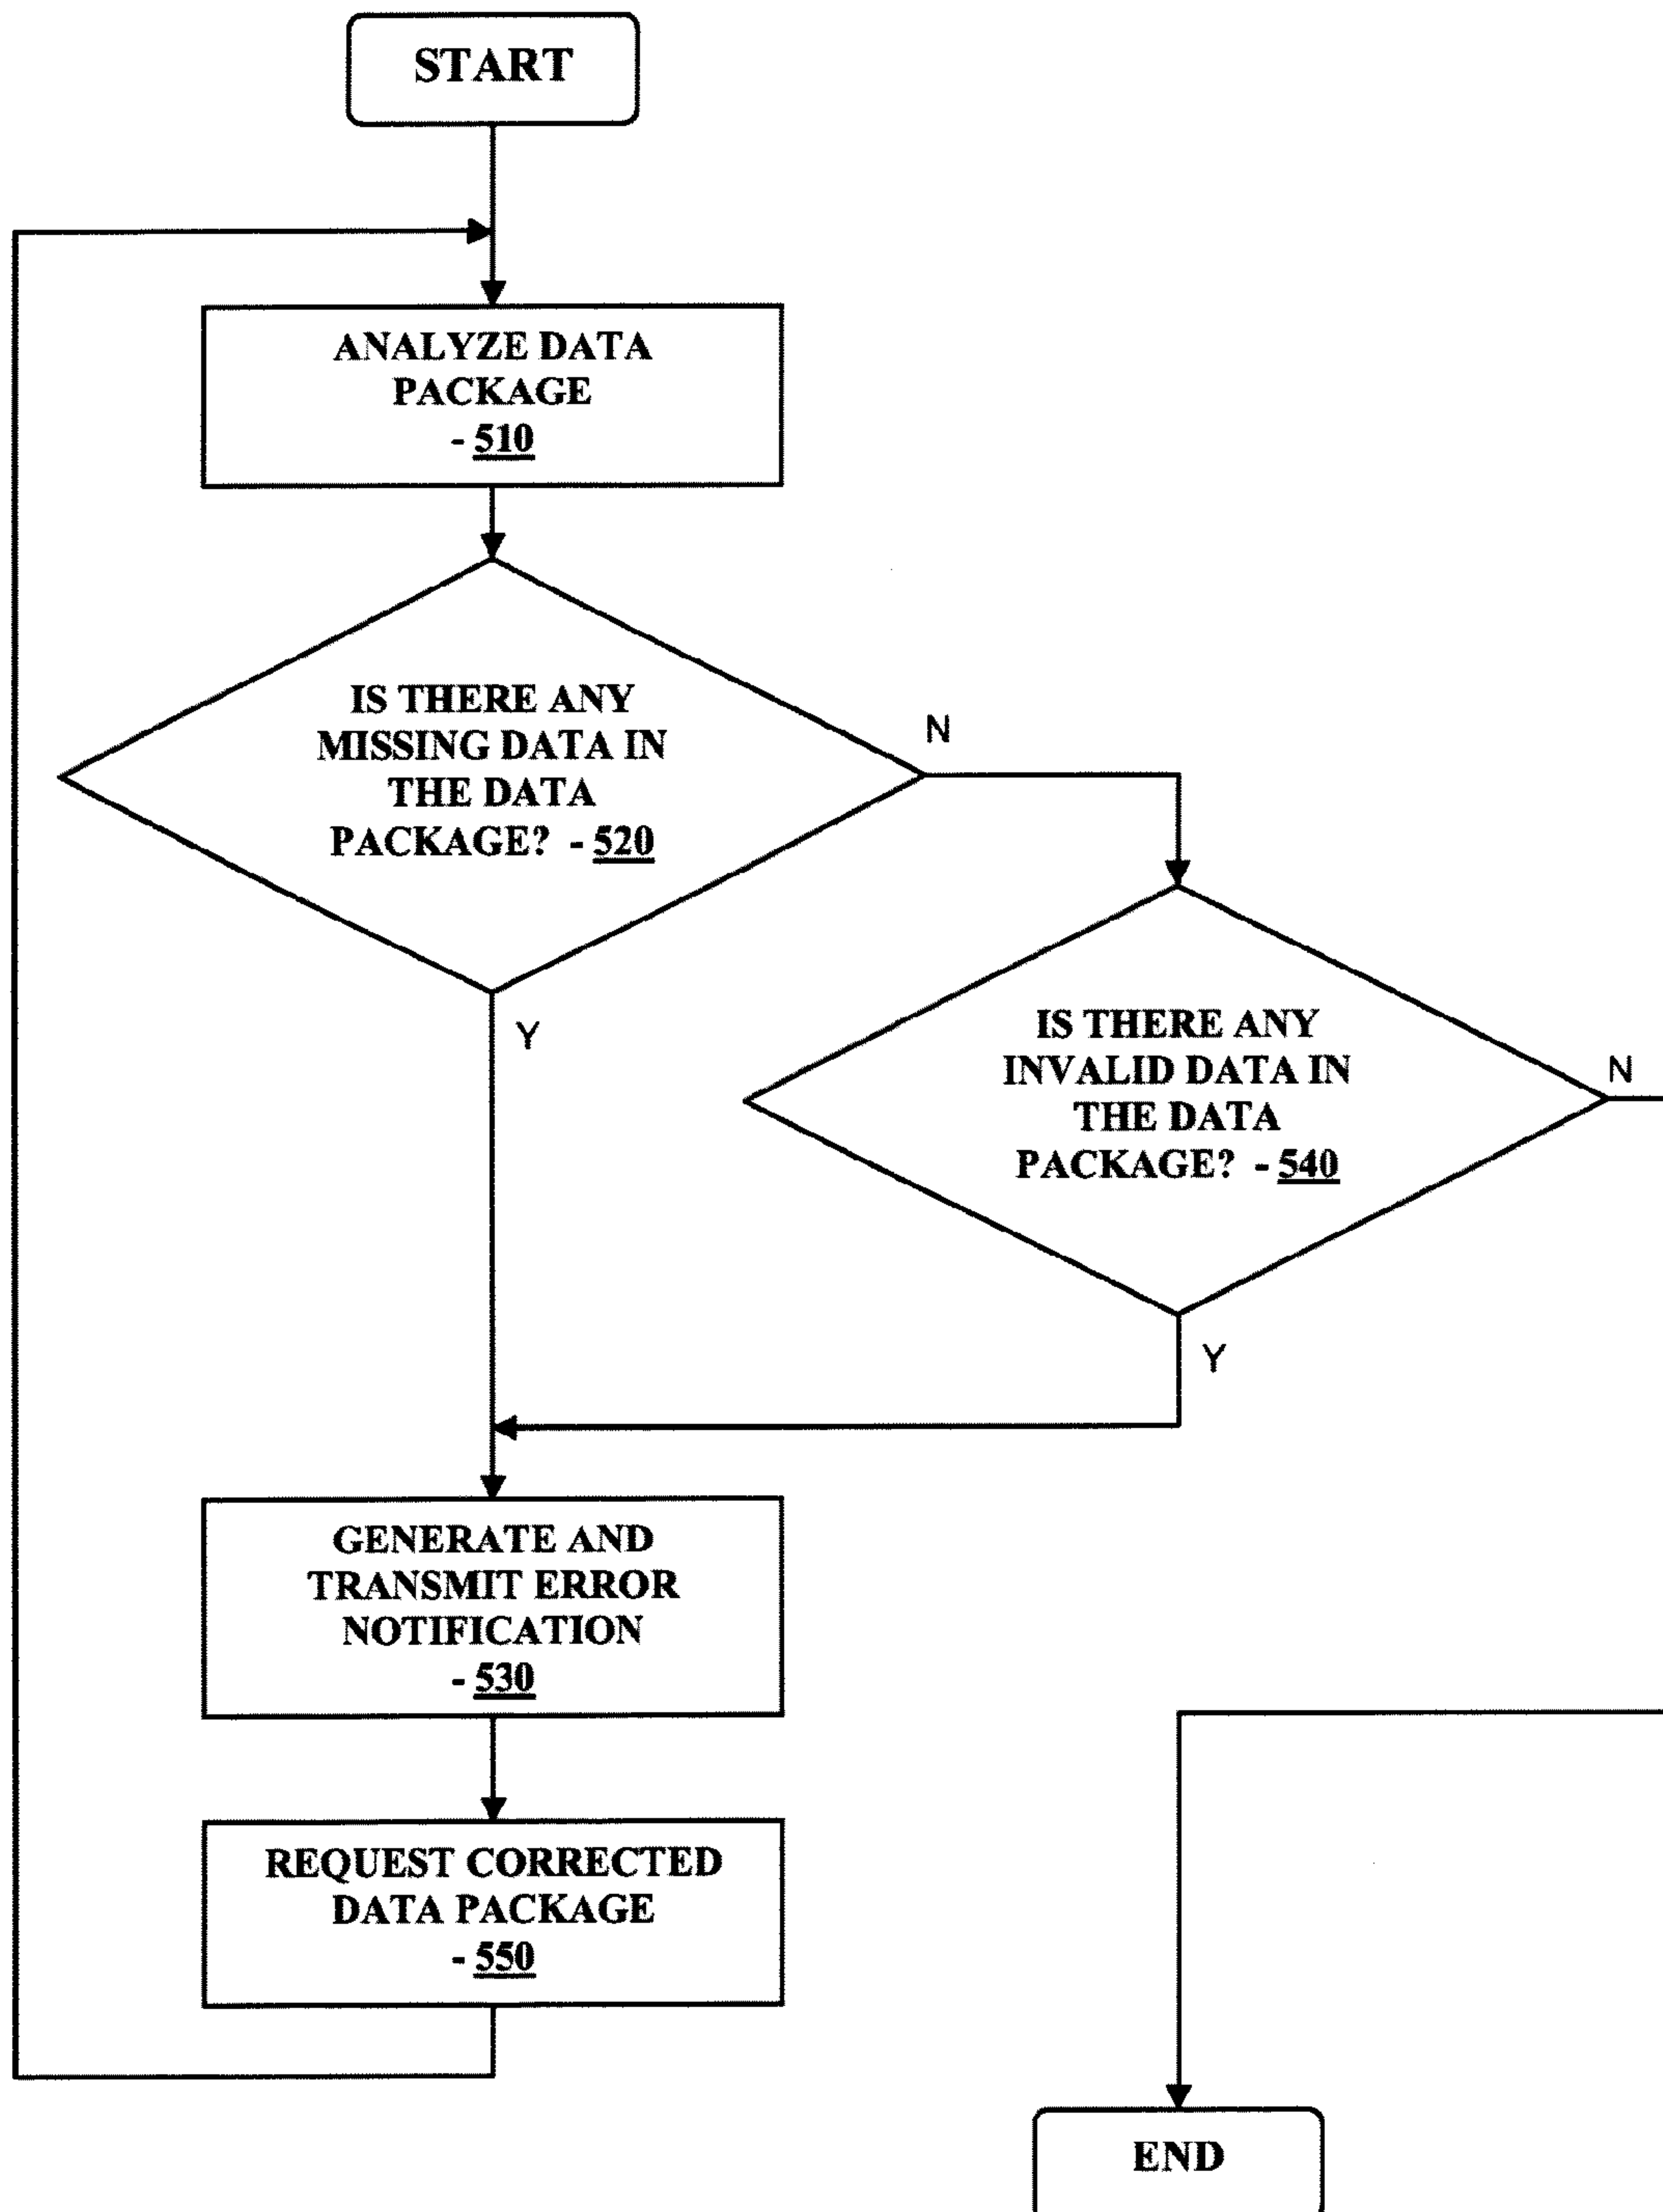 START
ANALYZE DATA
PACKAGE
- 510
IS THERE ANY
MISSING DATA IN
THE DATA
PACKAGE? - 520
N
Y
IS THERE ANY
INVALID DATA IN
THE DATA
PACKAGE? - 540
N
Y
GENERATE AND
TRANSMIT ERROR
NOTIFICATION
- 530
REQUEST CORRECTED
DATA PACKAGE
- 550
END